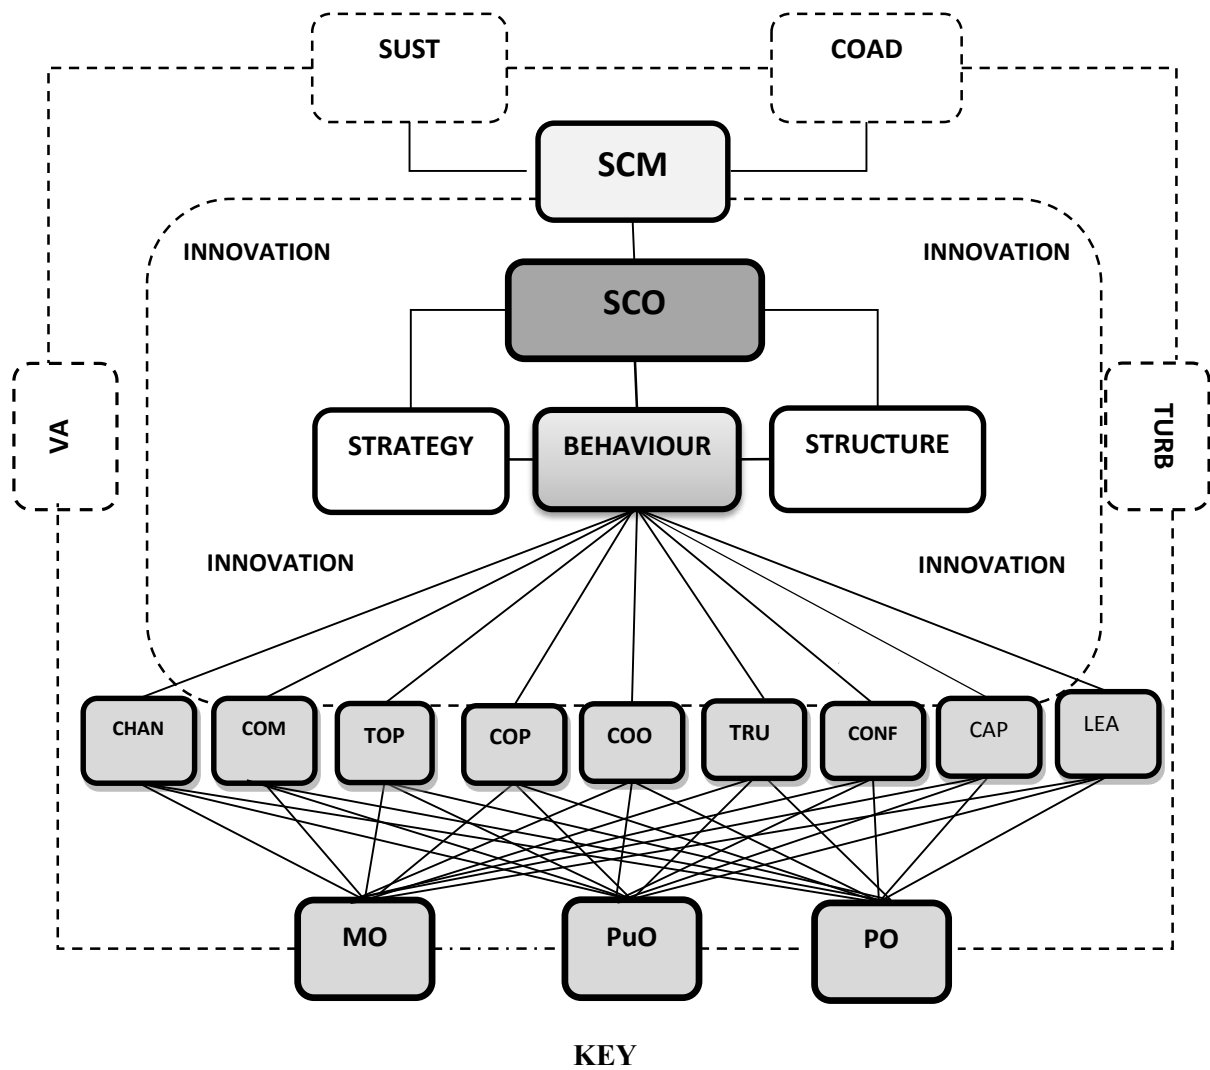 SUST
COAD
SCM
INNOVATION
INNOVATION
SCO
VA
STRATEGY
BEHAVIOUR
STRUCTURE
TURB
INNOVATION
INNOVATION
CHAN
COM
TOP
COP
COO
TRU
CONF
CAP
LEA
MO
PuO
PO
KEY